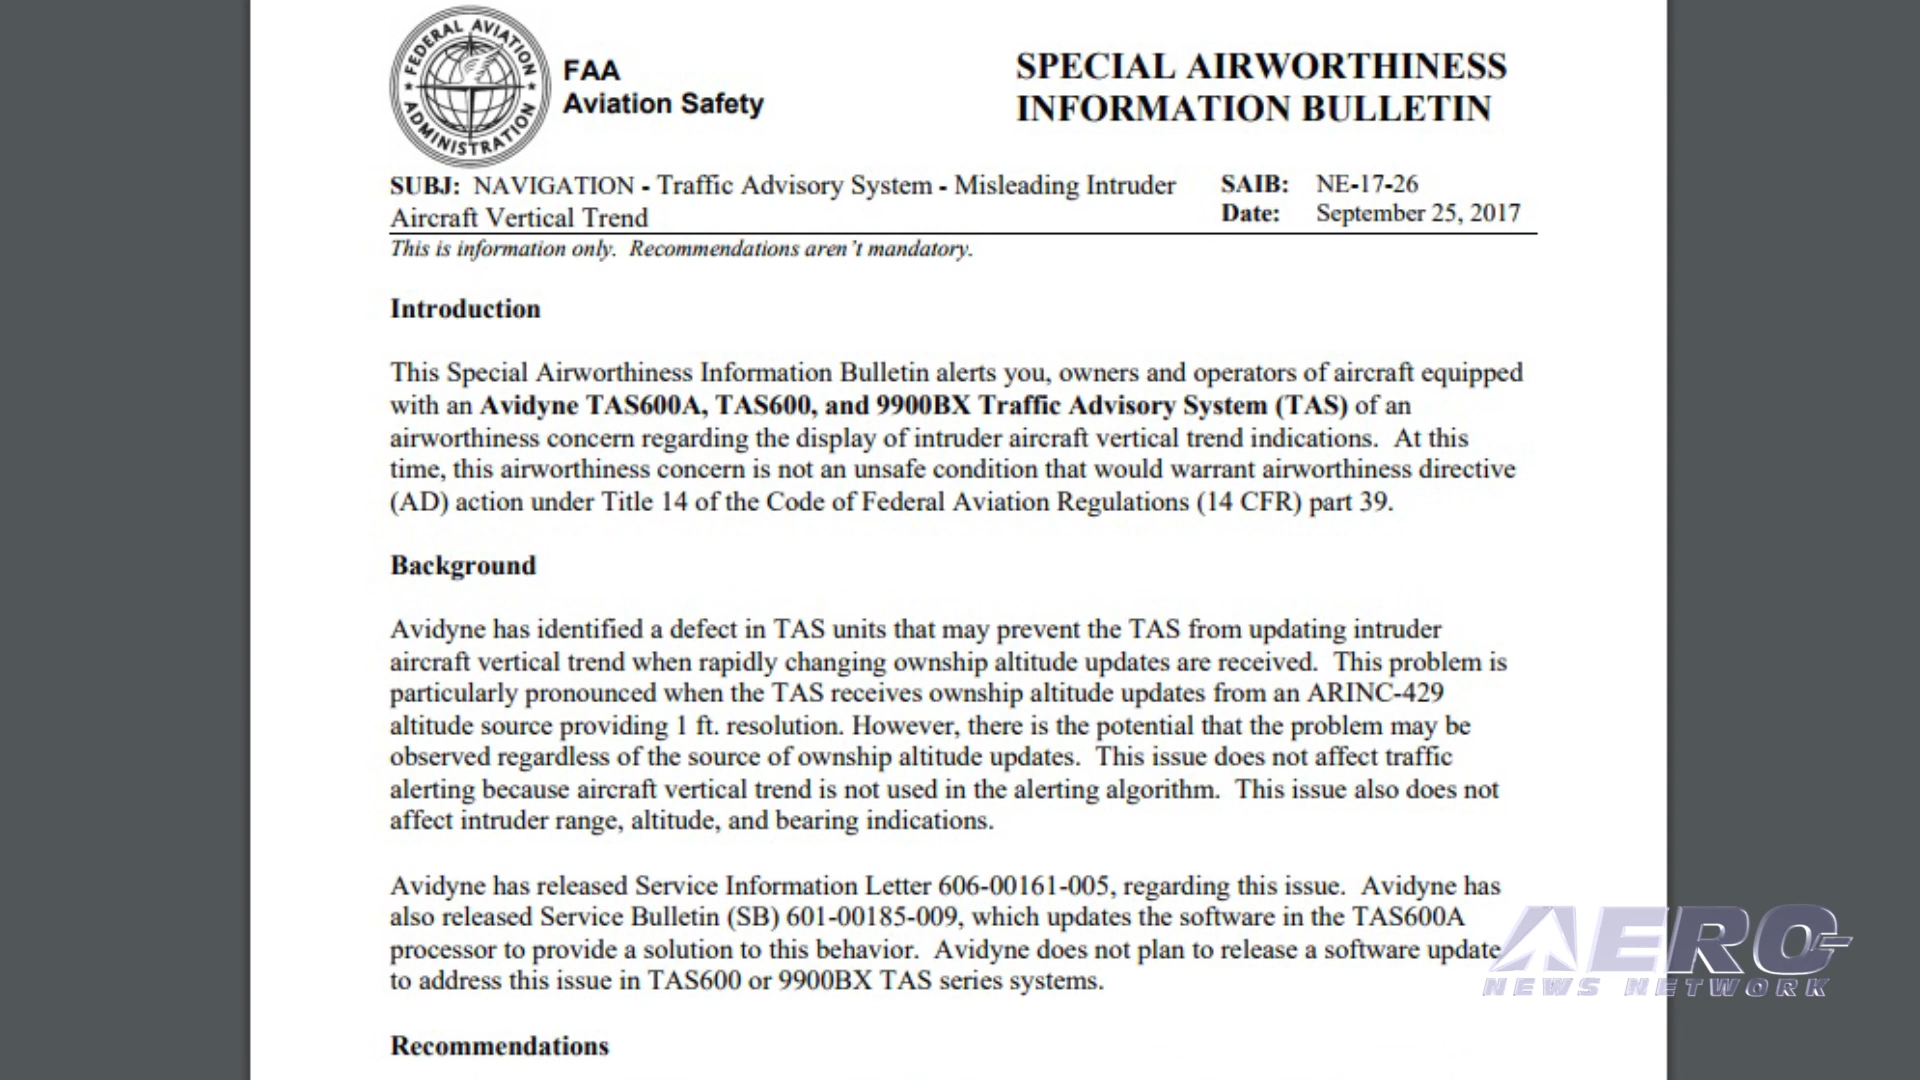 FEDERAL AVIATION
ADMINISTRATION
FAA
Aviation Safety
SPECIAL AIRWORTHINESS
INFORMATION BULLETIN
SUBJ: NAVIGATION - Traffic Advisory System - Misleading Intruder
Aircraft Vertical Trend
SAIB: NE-17-26
Date: September 25, 2017
This is information only. Recommendations aren't mandatory.
Introduction
This Special Airworthiness Information Bulletin alerts you, owners and operators of aircraft equipped
with an Avidyne TAS600A, TAS600, and 9900BX Traffic Advisory System (TAS) of an
airworthiness concern regarding the display of intruder aircraft vertical trend indications. At this
time, this airworthiness concern is not an unsafe condition that would warrant airworthiness directive
(AD) action under Title 14 of the Code of Federal Aviation Regulations (14 CFR) part 39.
Background
Avidyne has identified a defect in TAS units that may prevent the TAS from updating intruder
aircraft vertical trend when rapidly changing ownship altitude updates are received. This problem is
particularly pronounced when the TAS receives ownship altitude updates from an ARINC-429
altitude source providing 1 ft. resolution. However, there is the potential that the problem may be
observed regardless of the source of ownship altitude updates. This issue does not affect traffic
alerting because aircraft vertical trend is not used in the alerting algorithm. This issue also does not
affect intruder range, altitude, and bearing indications.
Avidyne has released Service Information Letter 606-00161-005, regarding this issue. Avidyne has
also released Service Bulletin (SB) 601-00185-009, which updates the software in the TAS600A
processor to provide a solution to this behavior. Avidyne does not plan to release a software update
to address this issue in TAS600 or 9900BX TAS series systems.
AERO-
NEWS NETWORK
Recommendations